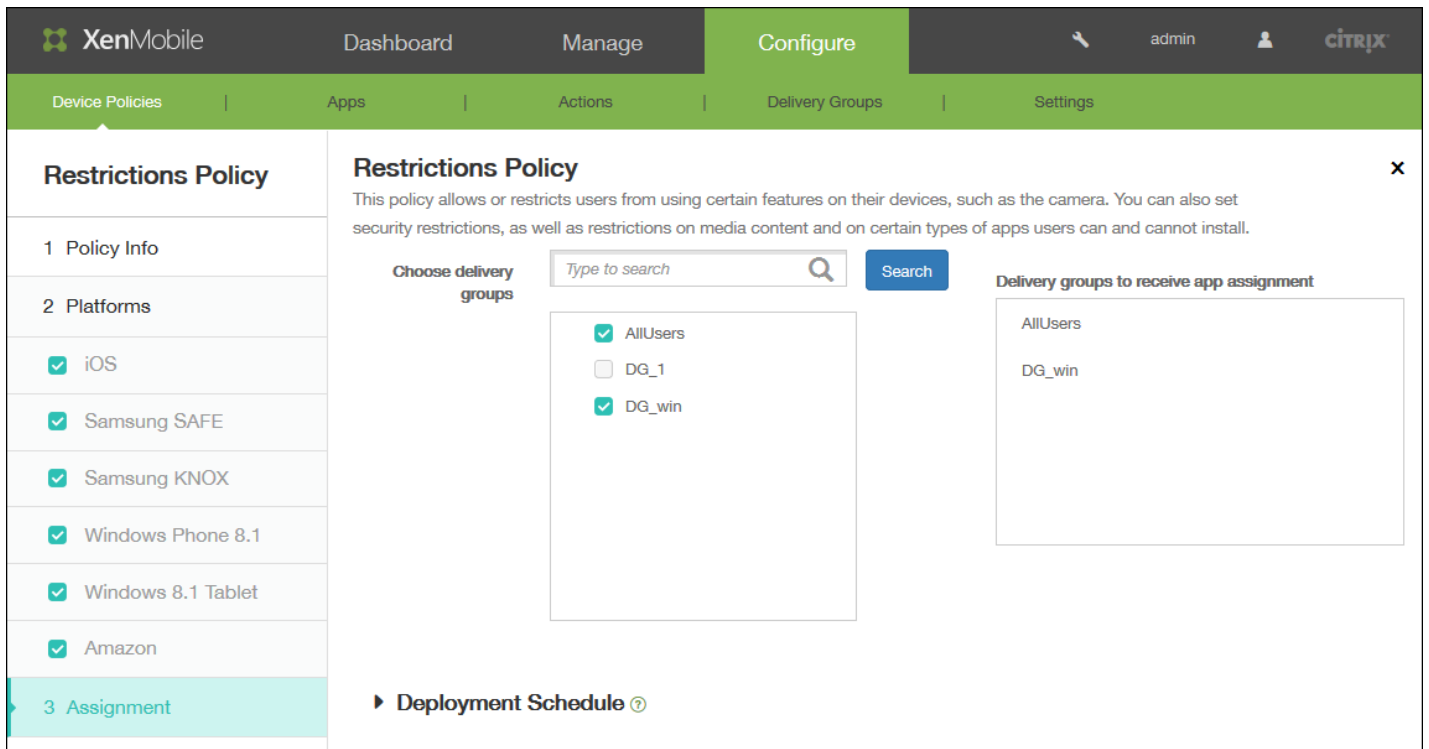 XenMobile
Dashboard
Manage
Configure
admin
CİTRIX
Device Policies | Apps | Actions | Delivery Groups | Settings
Restrictions Policy
1 Policy Info
2 Platforms
iOS
Samsung SAFE
Samsung KNOX
Windows Phone 8.1
Windows 8.1 Tablet
Amazon
3 Assignment
Restrictions Policy
x
This policy allows or restricts users from using certain features on their devices, such as the camera. You can also set
security restrictions, as well as restrictions on media content and on certain types of apps users can and cannot install.
Choose delivery
groups
Type to search
Search
AllUsers
DG_1
DG_win
Delivery groups to receive app assignment
AllUsers
DG_win
Deployment Schedule ?